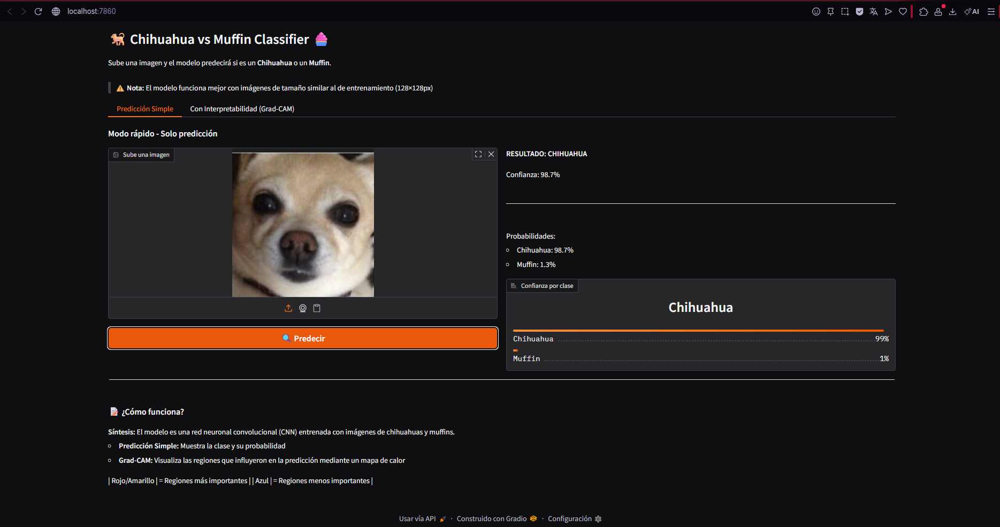 localhost:7860
AI
Chihuahua vs Muffin Classifier
Sube una imagen y el modelo predecirá si es un Chihuahua o un Muffin.
Nota: El modelo funciona mejor con imágenes de tamaño similar al de entrenamiento (128×128px)
Predicción Simple
Con Interpretabilidad (Grad-CAM)
Modo rápido - Solo predicción
Sube una imagen
Predecir
RESULTADO: CHIHUAHUA
Confianza: 98.7%
Probabilidades:
Chihuahua: 98.7%
Muffin: 1.3%
Confianza por clase
Chihuahua
Chihuahua 99%
Muffin 1%
¿Cómo funciona?
Síntesis: El modelo es una red neuronal convolucional (CNN) entrenada con imágenes de chihuahuas y muffins.
Predicción Simple: Muestra la clase y su probabilidad
Grad-CAM: Visualiza las regiones que influyeron en la predicción mediante un mapa de calor
| Rojo/Amarillo | = Regiones más importantes | | Azul | = Regiones menos importantes |
Usar vía API · Construido con Gradio · Configuración